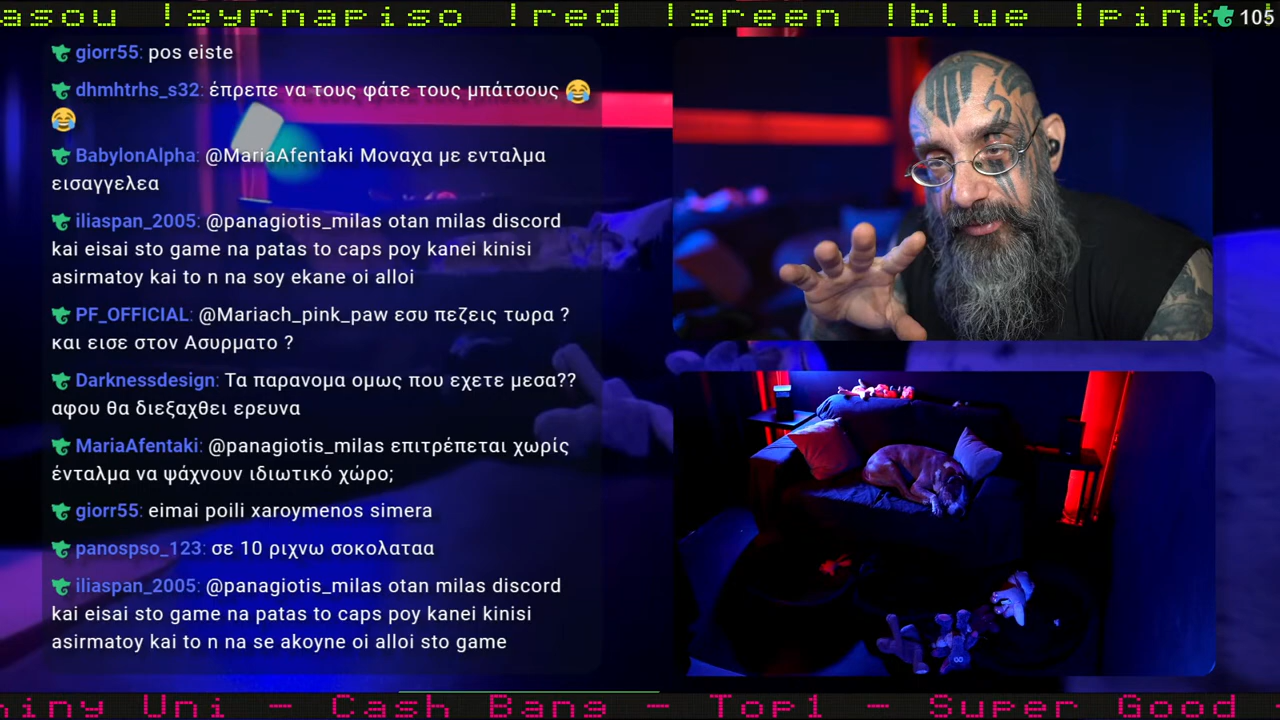 asou !gyrnapiso !red !green !blue !pink
105
giorr55: pos eiste
dhmhtrhs_s32: έπρεπε να τους φάτε τους μπάτσους 😂
😂
BabylonAlpha: @MariaAfentaki Μοναχα με ενταλμα
εισαγγελεα
iliaspan_2005: @panagiotis_milas otan milas discord
kai eisai sto game na patas to caps poy kanei kinisi
asirmatoy kai to n na soy ekane oi alloi
PF_OFFICIAL: @Mariach_pink_paw εσυ πεζεις τωρα ?
και εισε στον Ασυρματο ?
Darknessdesign: Τα παρανομα ομως που εχετε μεσα??
αφου θα διεξαχθει ερευνα
MariaAfentaki: @panagiotis_milas επιτρέπεται χωρίς
ένταλμα να ψάχνουν ιδιωτικό χώρο;
giorr55: eimai poili xaroymenos simera
panospso_123: σε 10 ριχνω σοκολαταα
iliaspan_2005: @panagiotis_milas otan milas discord
kai eisai sto game na patas to caps poy kanei kinisi
asirmatoy kai to n na se akoyne oi alloi sto game
hiny Uni - Cash Bang - Top1 - Super Good